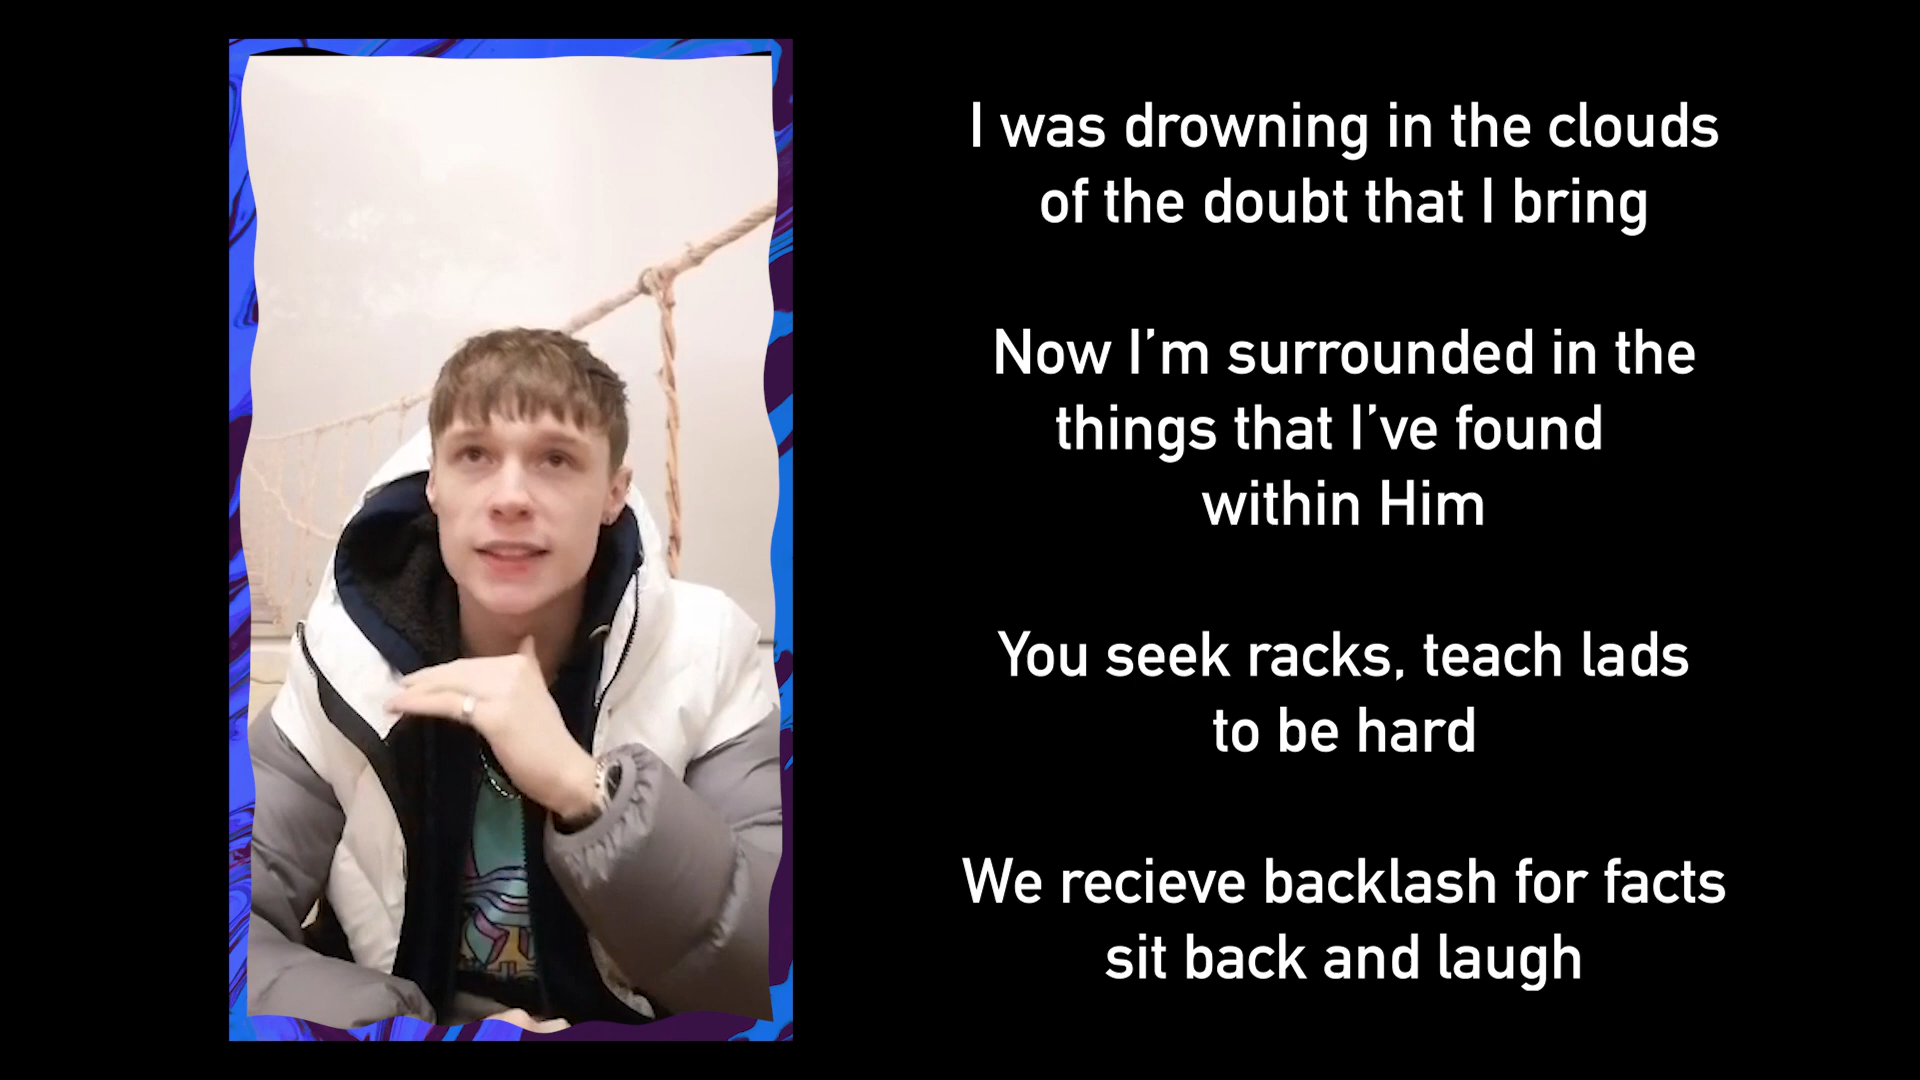 I was drowning in the clouds
of the doubt that I bring
Now I’m surrounded in the
things that I’ve found
within Him
You seek racks, teach lads
to be hard
We recieve backlash for facts
sit back and laugh